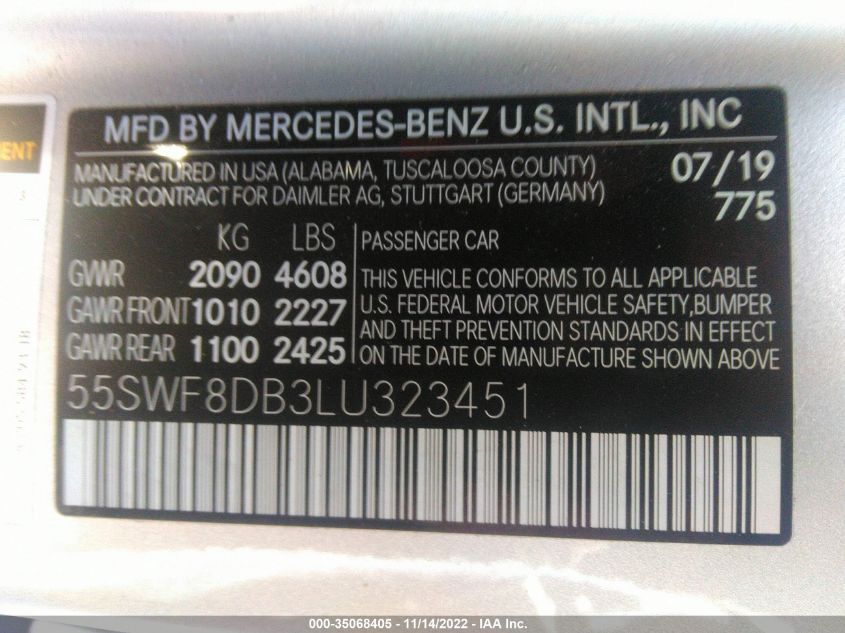 MENT
MFD BY MERCEDES-BENZ U.S. INTL., INC
MANUFACTURED IN USA (ALABAMA, TUSCALOOSA COUNTY) 07/19
UNDER CONTRACT FOR DAIMLER AG, STUTTGART (GERMANY) 775
KG LBS
GVWR 2090 4608
GAWR FRONT 1010 2227
GAWR REAR 1100 2425
PASSENGER CAR
THIS VEHICLE CONFORMS TO ALL APPLICABLE
U.S. FEDERAL MOTOR VEHICLE SAFETY,BUMPER
AND THEFT PREVENTION STANDARDS IN EFFECT
ON THE DATE OF MANUFACTURE SHOWN ABOVE
55SWF8DB3LU323451
000-35068405 - 11/14/2022 - IAA Inc.